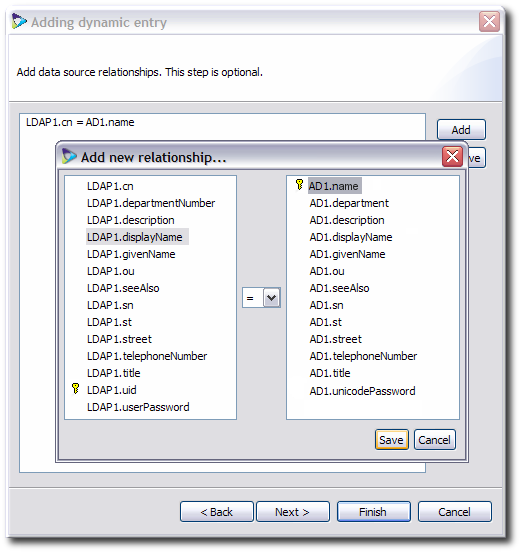 Adding dynamic entry
Add data source relationships. This step is optional.
LDAP1.cn = AD1.name
Add
ve
Add new relationship...
LDAP1.cn
LDAP1.departmentNumber
LDAP1.description
LDAP1.displayName
LDAP1.givenName
LDAP1.ou
LDAP1.seeAlso
LDAP1.sn
LDAP1.st
LDAP1.street
LDAP1.telephoneNumber
LDAP1.title
LDAP1.uid
LDAP1.userPassword
=
AD1.name
AD1.department
AD1.description
AD1.displayName
AD1.givenName
AD1.ou
AD1.seeAlso
AD1.sn
AD1.st
AD1.street
AD1.telephoneNumber
AD1.title
AD1.unicodePassword
Save Cancel
< Back Next > Finish Cancel